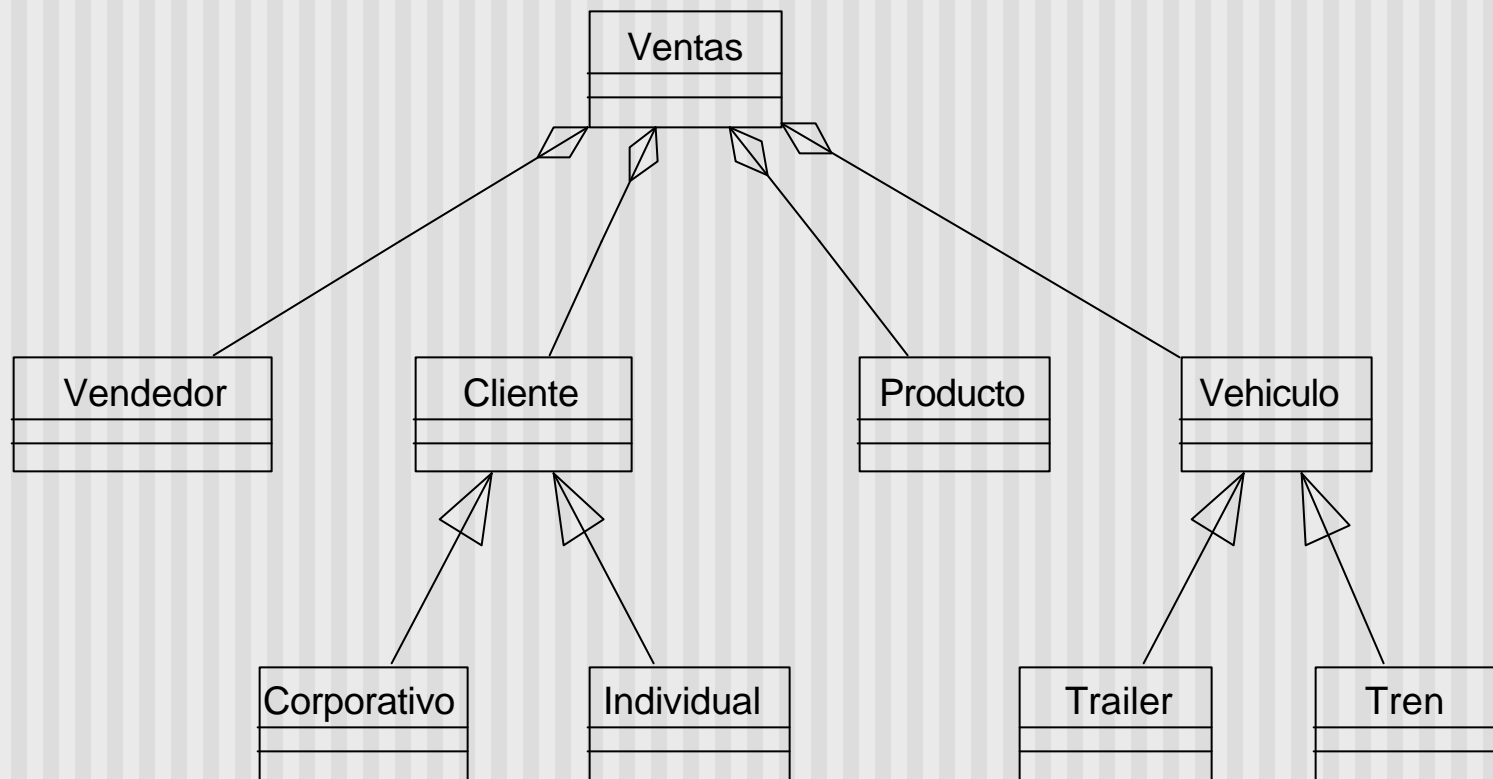 Ventas
Vendedor
Cliente
Producto
Vehiculo
Corporativo
Individual
Trailer
Tren